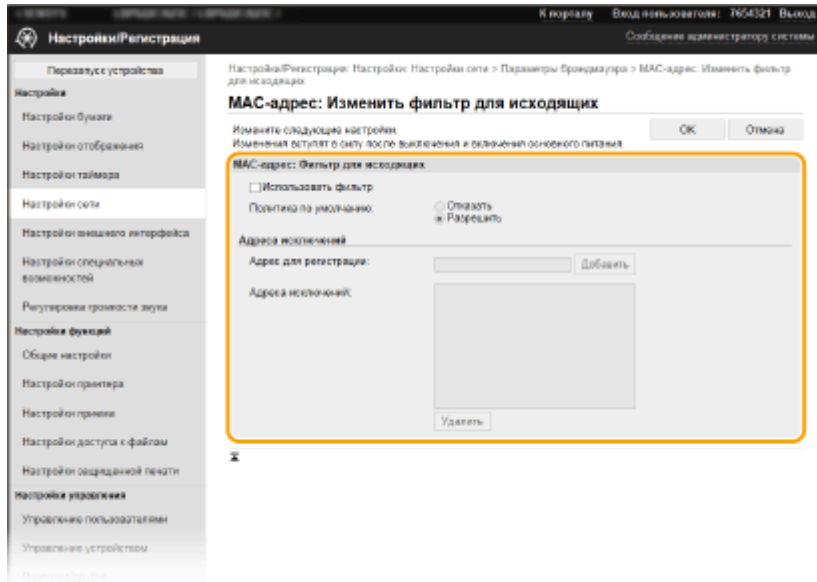 К порталу Вход пользователя: 7654321 Выход
Настройки/Регистрация
Сообщение администратору системы
Перезапуск устройства
Настройки
Настройки бумаги
Настройки отображения
Настройки таймера
Настройки сети
Настройки внешнего интерфейса
Настройки специальных
возможностей
Регулировка громкости звука
Настройки функций
Общие настройки
Настройки принтера
Настройки приема
Настройки доступа к файлам
Настройки защищенной печати
Настройки управления
Управление пользователями
Управление устройством
Настройка/Регистрация: Настройки: Настройки сети > Параметры брандмауэра > MAC-адрес: Изменить фильтр
для исходящих
MAC-адрес: Изменить фильтр для исходящих
Измените следующие настройки.
Изменения вступят в силу после выключения и включения основного питания.
OK Отмена
MAC-адрес: Фильтр для исходящих
Использовать фильтр
Политика по умолчанию:
Отказать
Разрешить
Адреса исключений
Адрес для регистрации:
Добавить
Адреса исключений:
Удалить